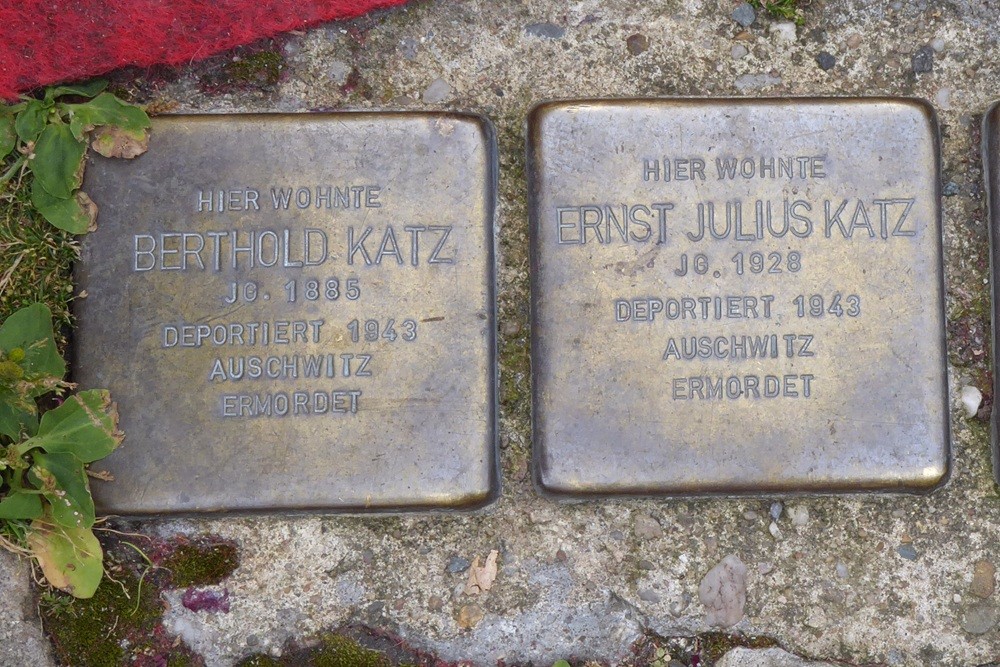 HIER WOHNTE
BERTHOLD KATZ
JG. 1885
DEPORTIERT 1943
AUSCHWITZ
ERMORDET
HIER WOHNTE
ERNST JULIUS KATZ
JG. 1928
DEPORTIERT 1943
AUSCHWITZ
ERMORDET